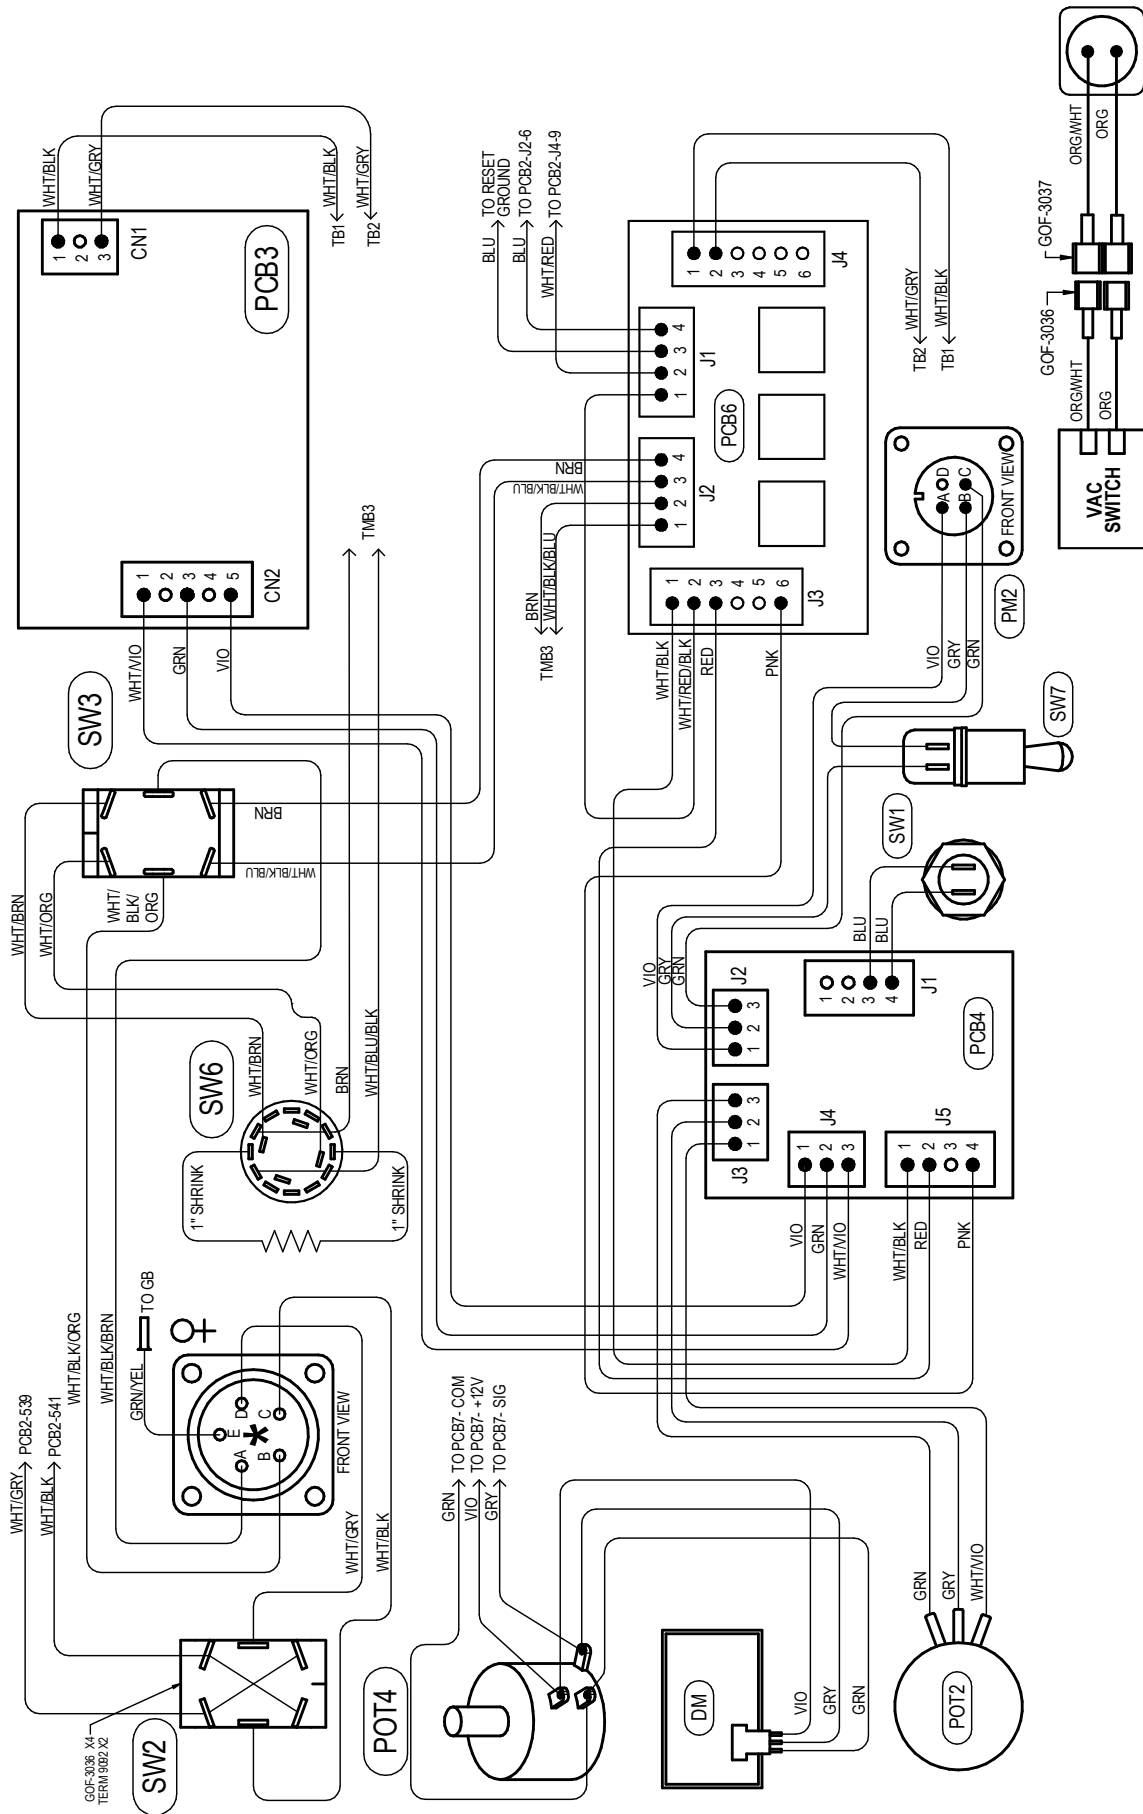 WHT/BLK
WHT/GRY
1
2
3
CN1
PCB3
WHT/BLK
TB1
WHT/GRY
TB2
1
2
3
4
5
CN2
WHT/VIO
GRN
VIO
TMB3
SW3
BRN
WHT/BLK/BLU
WHT/BRN
WHT/ORG
WHT/
BLK/
ORG
SW6
WHT/BRN
WHT/ORG
BRN
WHT/BLU/BLK
1" SHRINK
1" SHRINK
WHT/BLK/ORG
WHT/BLK/BRN
GRN/YEL
TO GB
A
B
C
D
E
FRONT VIEW
WHT/GRY
PCB2-539
WHT/BLK
PCB2-541
WHT/GRY
WHT/BLK
GOF-3036 X4
TERM 9092 X2
SW2
BLU
TO RESET
GROUND
BLU
TO PCB2-J2-6
WHT/RED
TO PCB2-J4-9
1
2
3
4
J1
1
2
3
4
J2
BRN
WHT/BLK/BLU
BRN
WHT/BLK/BLU
TMB3
PCB6
1
2
3
4
5
6
J4
WHT/GRY
TB2
WHT/BLK
TB1
1
2
3
4
5
6
J3
WHT/BLK
WHT/RED/BLK
RED
PNK
A
D
B
C
FRONT VIEW
PM2
VIO
GRY
GRN
SW7
SW1
BLU
BLU
VIO
GRY
GRN
1
2
3
J2
1
2
3
4
J1
PCB4
1
2
3
J3
1
2
3
J4
1
2
3
4
J5
VIO
GRN
WHT/VIO
WHT/BLK
RED
PNK
GRN
TO PCB7- COM
VIO
TO PCB7- +12V
GRY
TO PCB7- SIG
POT4
DM
VIO
GRY
GRN
GRN
GRY
WHT/VIO
POT2
VAC
SWITCH
ORG/WHT
ORG
GOF-3036
GOF-3037
ORG/WHT
ORG